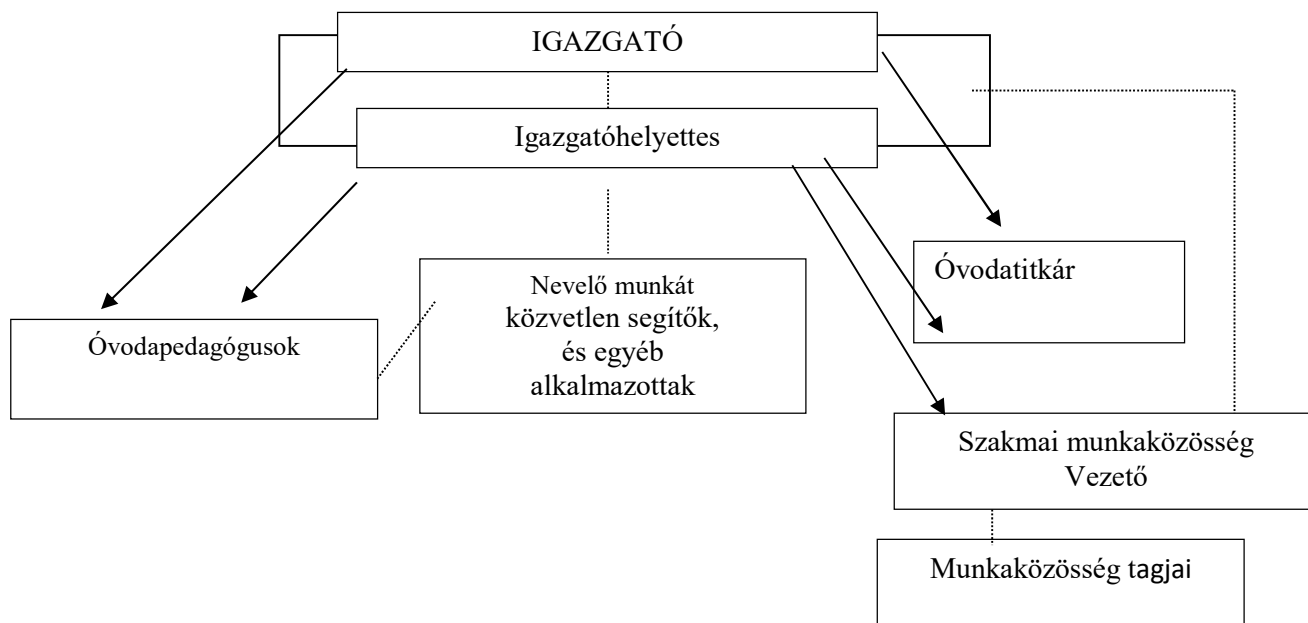 IGAZGATÓ
Igazgatóhelyettes
Óvodatitkár
Nevelő munkát
közvetlen segítők,
és egyéb
alkalmazottak
Óvodapedagógusok
Szakmai munkaközösség
Vezető
Munkaközösség tagjai